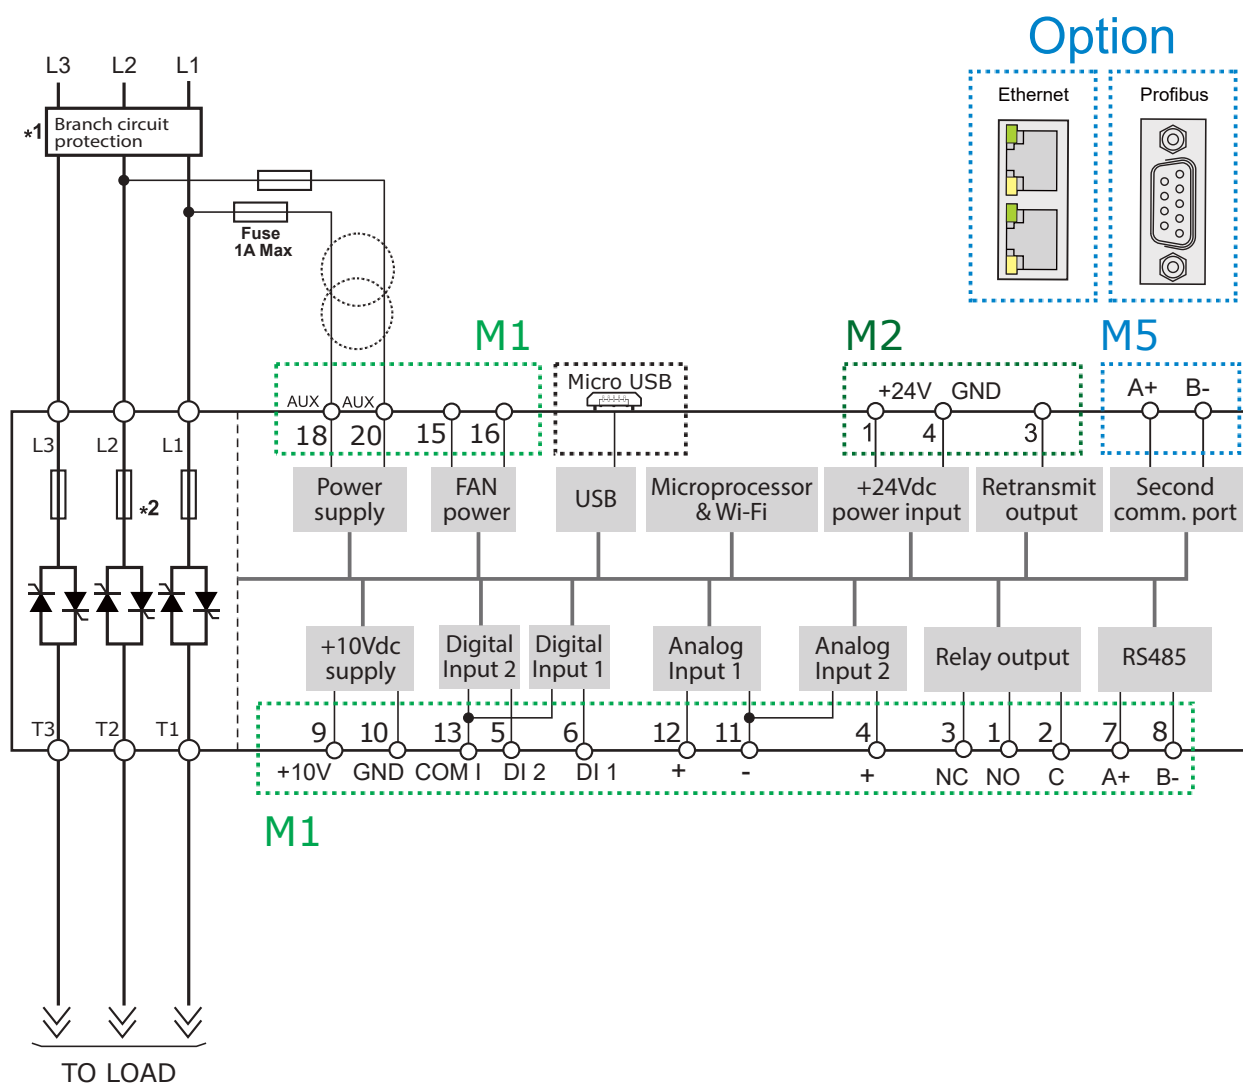 Option
L3 L2 L1
Ethernet Profibus
*1 Branch circuit
protection
Fuse
1A Max
M1 M2 M5
AUX AUX Micro USB +24V GND A+ B-
18 20 15 16 1 4 3
L3 L2 L1
*2
Power
supply
FAN
power
USB
Microprocessor
& Wi-Fi
+24Vdc
power input
Retransmit
output
Second
comm. port
+10Vdc
supply
Digital
Input 2
Digital
Input 1
Analog
Input 1
Analog
Input 2
Relay output
RS485
T3 T2 T1
9 10 13 5 6 12 11 4 3 1 2 7 8
+10V GND COM I DI 2 DI 1 + - + NC NO C A+ B-
M1
TO LOAD